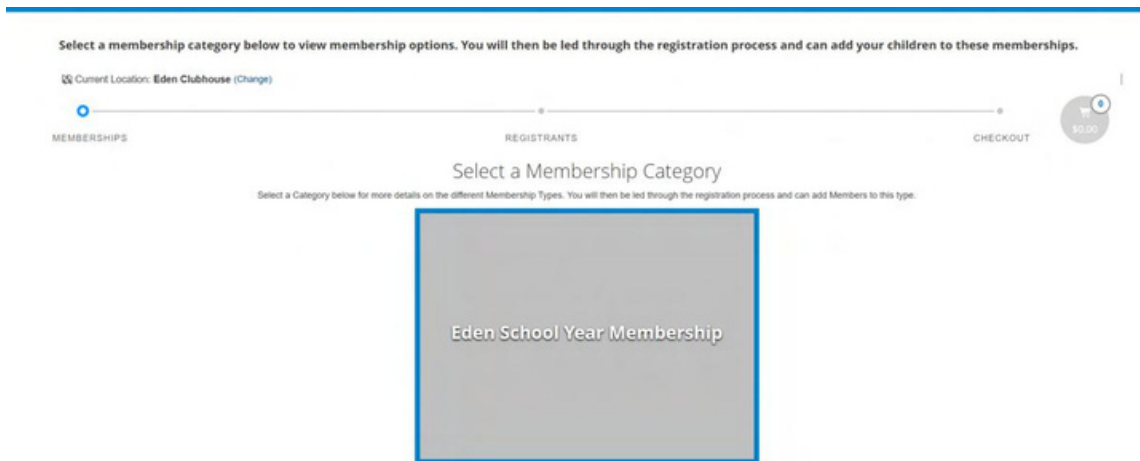 Select a membership category below to view membership options. You will then be led through the registration process and can add your children to these memberships.
Current Location: Eden Clubhouse (Change)
0
$0.00
MEMBERSHIPS
REGISTRANTS
CHECKOUT
Select a Membership Category
Select a Category below for more details on the different Membership Types. You will then be led through the registration process and can add Members to this type.
Eden School Year Membership